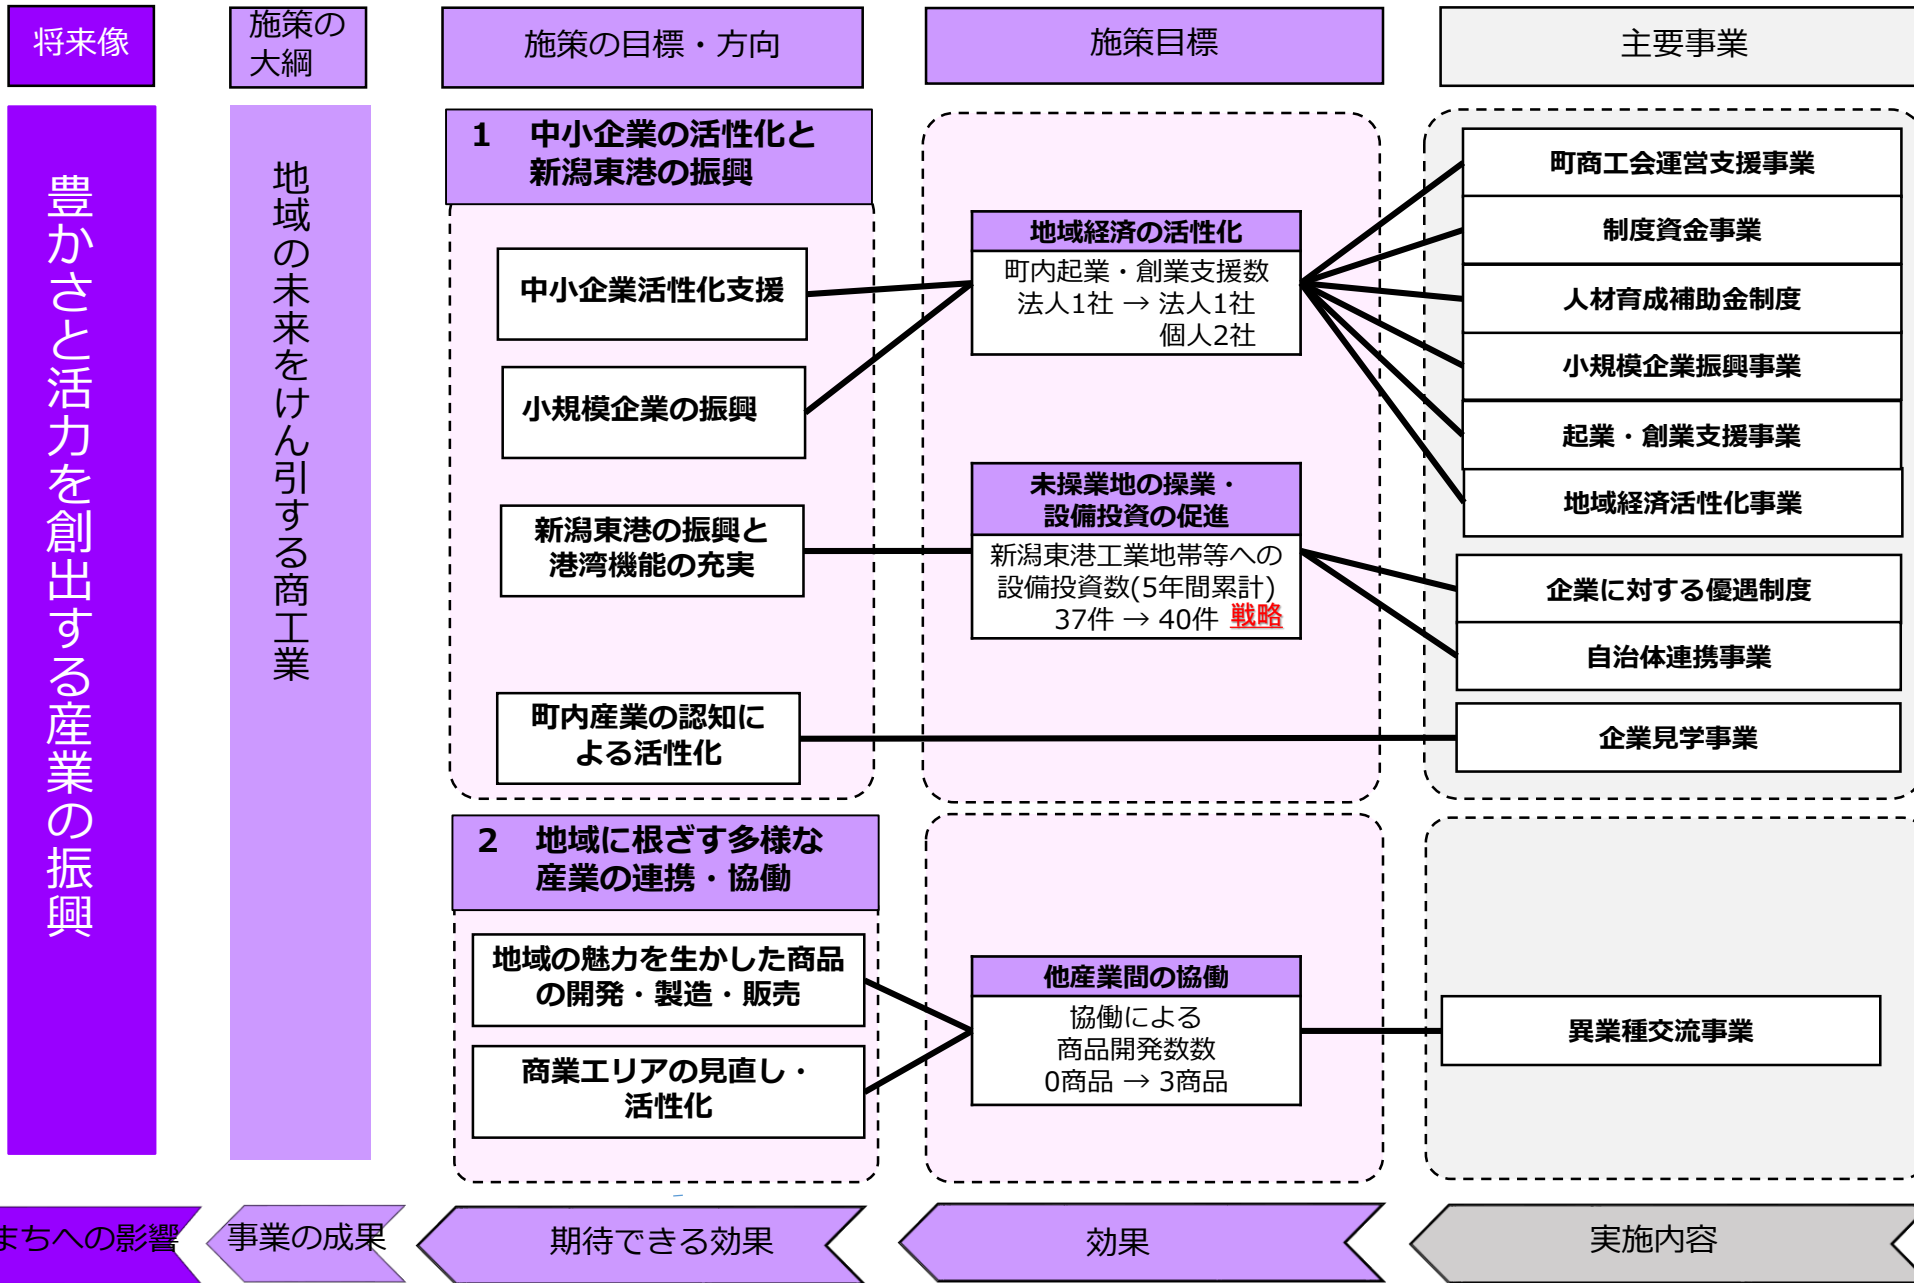 将来像
施策の
大綱
施策の目標・方向
施策目標
主要事業
豊かさと活力を創出する産業の振興
地域の未来をけん引する商工業
1 中小企業の活性化と
新潟東港の振興
中小企業活性化支援
小規模企業の振興
新潟東港の振興と
港湾機能の充実
町内産業の認知に
よる活性化
地域経済の活性化
町内起業・創業支援数
法人1社 → 法人1社
個人2社
未操業地の操業・
設備投資の促進
新潟東港工業地帯等への
設備投資数(5年間累計)
37件 → 40件 戦略
町商工会運営支援事業
制度資金事業
人材育成補助金制度
小規模企業振興事業
起業・創業支援事業
地域経済活性化事業
企業に対する優遇制度
自治体連携事業
企業見学事業
2 地域に根ざす多様な
産業の連携・協働
地域の魅力を生かした商品
の開発・製造・販売
商業エリアの見直し・
活性化
他産業間の協働
協働による
商品開発数数
0商品 → 3商品
異業種交流事業
まちへの影響
事業の成果
期待できる効果
効果
実施内容